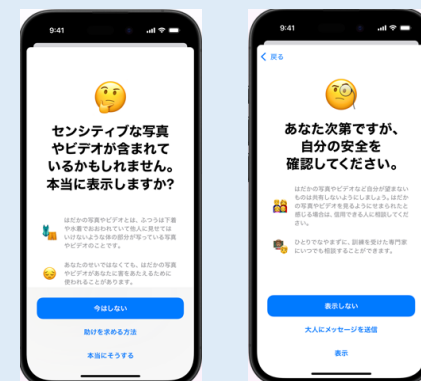 9:41
センシティブな写真
やビデオが含まれて
いるかもしれません。
本当に表示しますか?
はだかの写真やビデオとは、ふつうは下着
や水着でおおわれていて他人に見せては
いけないような体の部分が写っている写真
やビデオのことです。
あなたのせいではなくても、はだかの写真
やビデオがあなたに害をあたえるために
使われることがあります。
今はしない
助けを求める方法
本当にそうする
9:41
戻る
あなた次第ですが、
自分の安全を
確認してください。
はだかの写真やビデオなど自分が望まない
ものは共有しないようにしましょう。はだか
の写真やビデオを見るようにせまられたと
感じる場合は、信用できる人に相談してくだ
さい。
ひとりでなやまずに、訓練を受けた専門家
にいつでも相談することができます。
表示しない
大人にメッセージを送信
表示